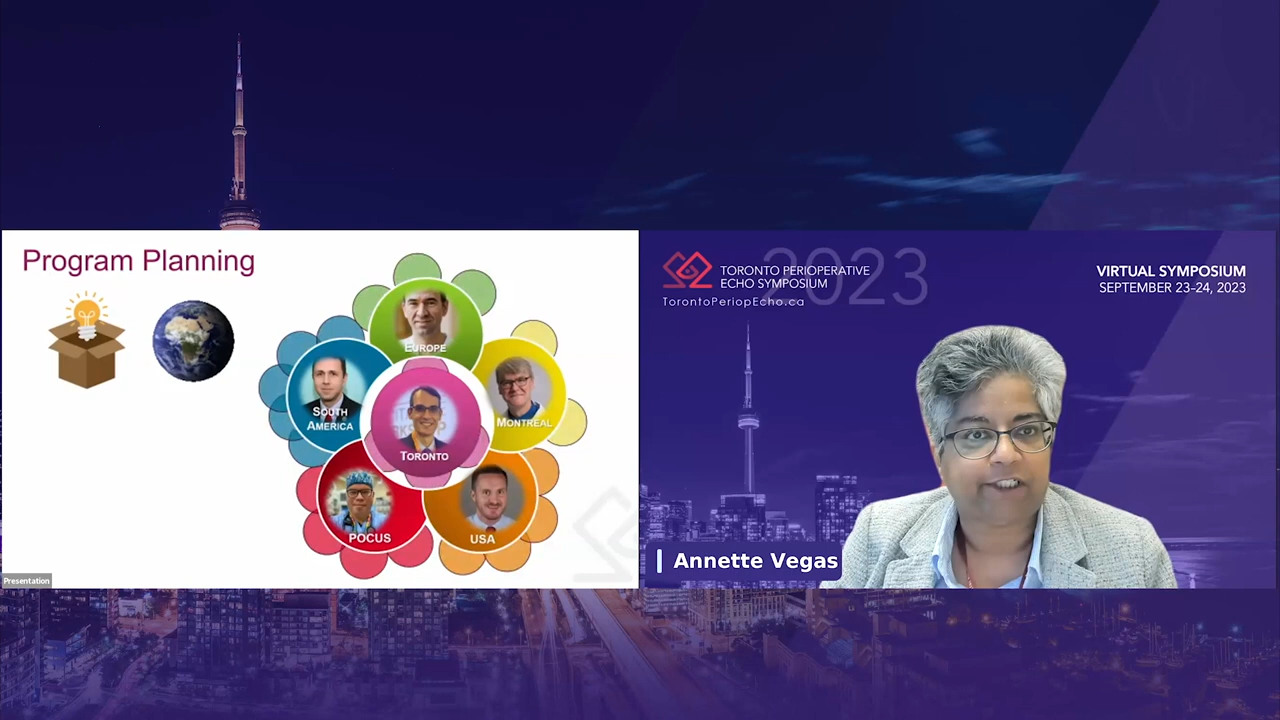 Program Planning
EUROPE
SOUTH
AMERICA
MONTREAL
TORONTO
POCUS
USA
Presentation
2023
TORONTO PERIOPERATIVE
ECHO SYMPOSIUM
TorontoPeriopEcho.ca
VIRTUAL SYMPOSIUM
SEPTEMBER 23-24, 2023
Annette Vegas